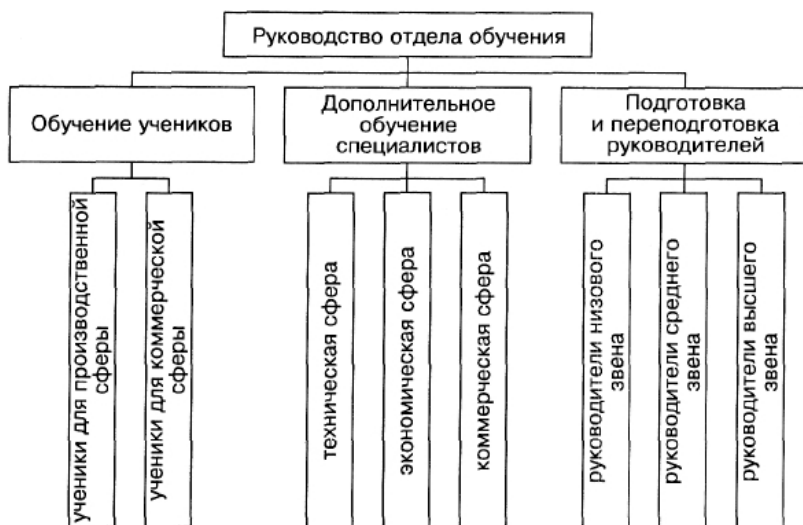 Руководство отдела обучения
Обучение учеников
Дополнительное
обучение
специалистов
Подготовка
и переподготовка
руководителей
ученики для производственной
сферы
ученики для коммерческой
сферы
техническая сфера
экономическая сфера
коммерческая сфера
руководители низового
звена
руководители среднего
звена
руководители высшего
звена